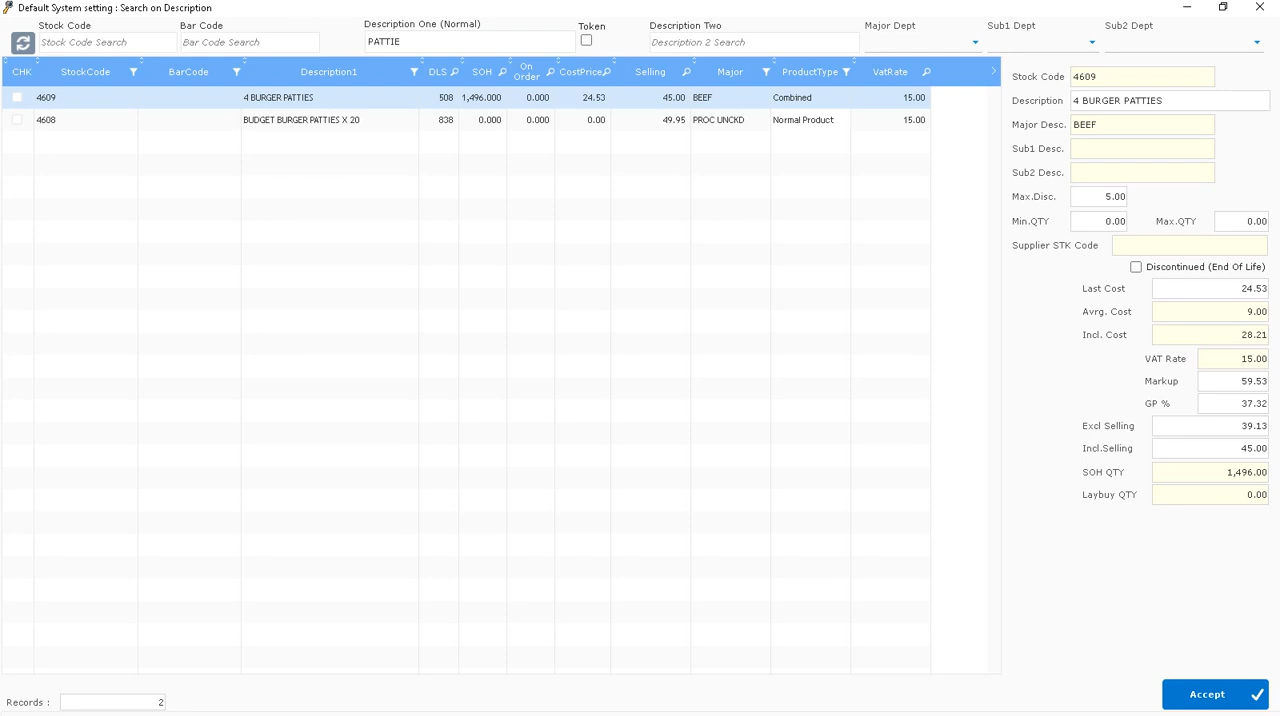 Default System setting : Search on Description
Stock Code Bar Code Description One (Normal) Token Description Two Major Dept Sub1 Dept Sub2 Dept
Stock Code Search Bar Code Search PATTIE Description 2 Search
CHK StockCode BarCode Description1 DLS SOH On Order CostPrice Selling Major ProductType VatRate
4609 4 BURGER PATTIES 508 1,496.000 0.000 24.53 45.00 BEEF Combined 15.00
4608 BUDGET BURGER PATTIES X 20 838 0.000 0.000 0.00 49.95 PROC UNCKD Normal Product 15.00
Stock Code 4609
Description 4 BURGER PATTIES
Major Desc. BEEF
Sub1 Desc.
Sub2 Desc.
Max.Disc. 5.00
Min.QTY 0.00 Max.QTY 0.00
Supplier STK Code
Discontinued (End Of Life)
Last Cost 24.53
Avrg. Cost 9.00
Incl. Cost 28.21
VAT Rate 15.00
Markup 59.53
GP % 37.32
Excl Selling 39.13
Incl.Selling 45.00
SOH QTY 1,496.00
Laybuy QTY 0.00
Records : 2
Accept